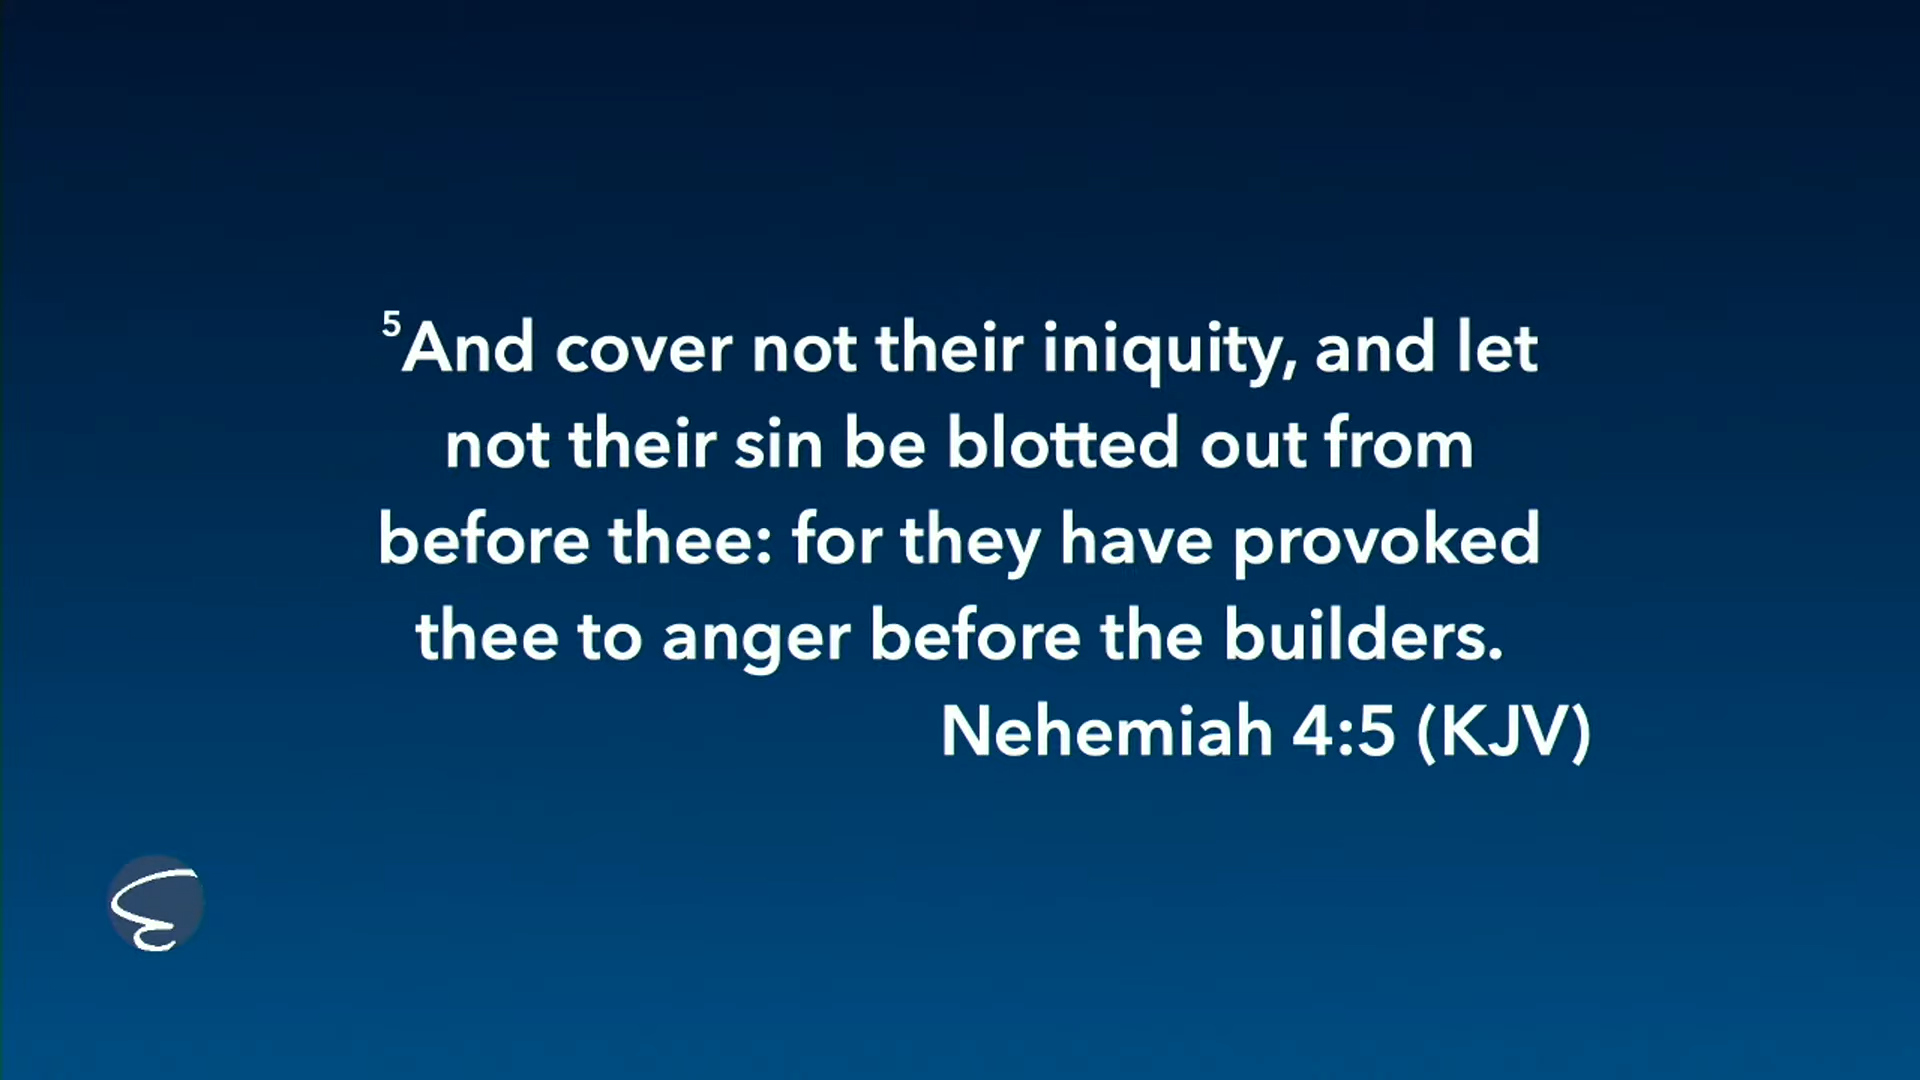 ⁵And cover not their iniquity, and let
not their sin be blotted out from
before thee: for they have provoked
thee to anger before the builders.
Nehemiah 4:5 (KJV)